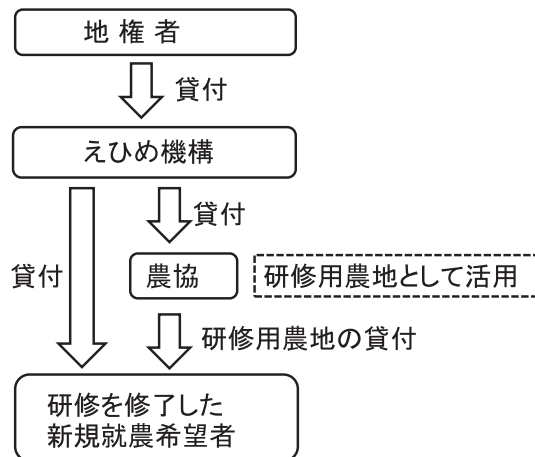 地権者
貸付
えひめ機構
貸付
貸付
農協
研修用農地として活用
研修用農地の貸付
研修を修了した
新規就農希望者